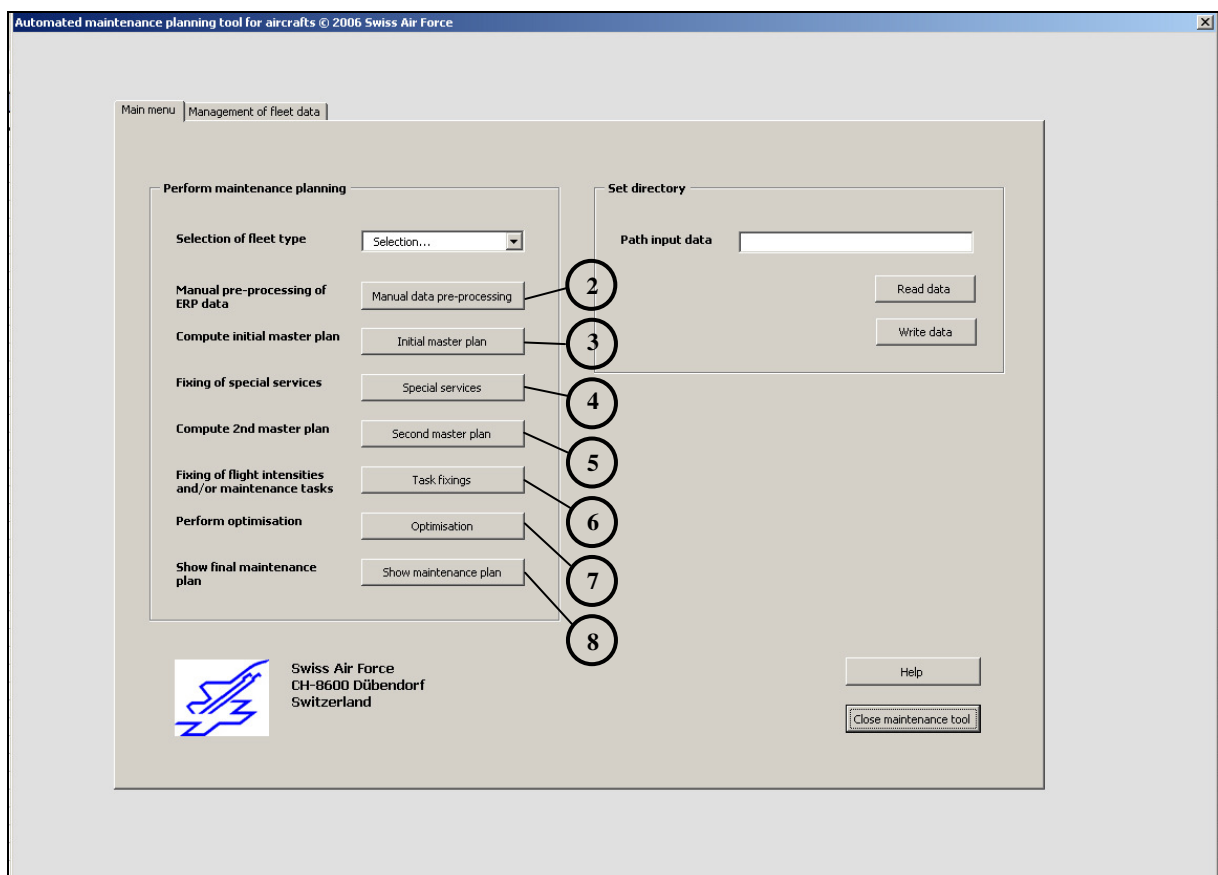 Automated maintenance planning tool for aircrafts © 2006 Swiss Air Force
Main menu
Management of fleet data
Perform maintenance planning
Selection of fleet type
Selection...
Manual pre-processing of
ERP data
Manual data pre-processing
2
Compute initial master plan
Initial master plan
3
Fixing of special services
Special services
4
Compute 2nd master plan
Second master plan
5
Fixing of flight intensities
and/or maintenance tasks
Task fixings
6
Perform optimisation
Optimisation
7
Show final maintenance
plan
Show maintenance plan
8
Set directory
Path input data
Read data
Write data
Swiss Air Force
CH-8600 Dübendorf
Switzerland
Help
Close maintenance tool